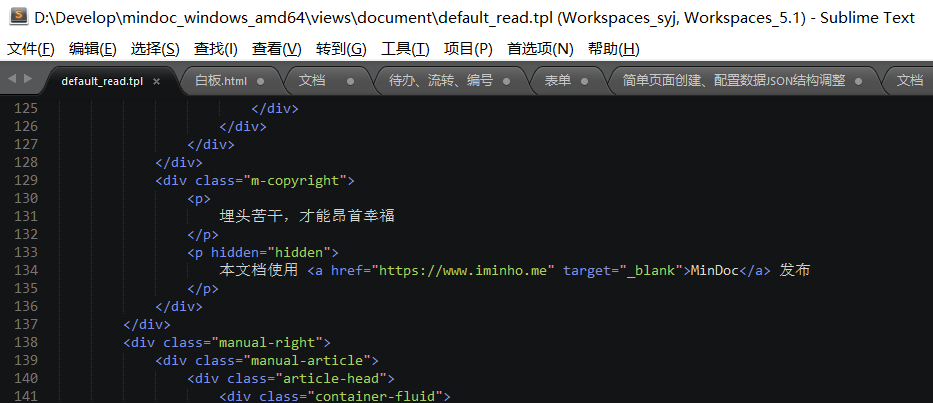 D:\Develop\mindoc_windows_amd64\views\document\default_read.tpl (Workspaces_syj, Workspaces_5.1) - Sublime Text
文件(F) 编辑(E) 选择(S) 查找(I) 查看(V) 转到(G) 工具(T) 项目(P) 首选项(N) 帮助(H)
default_read.tpl × 白板.html 文档 待办、流转、编号 表单 简单页面创建、配置数据JSON结构调整 文档
125 </div>
126 </div>
127 </div>
128 </div>
129 <div class="m-copyright">
130 <p>
131 埋头苦干，才能昂首幸福
132 </p>
133 <p hidden="hidden">
134 本文档使用 <a href="https://www.iminho.me" target="_blank">MinDoc</a> 发布
135 </p>
136 </div>
137 </div>
138 <div class="manual-right">
139 <div class="manual-article">
140 <div class="article-head">
141 <div class="container-fluid">